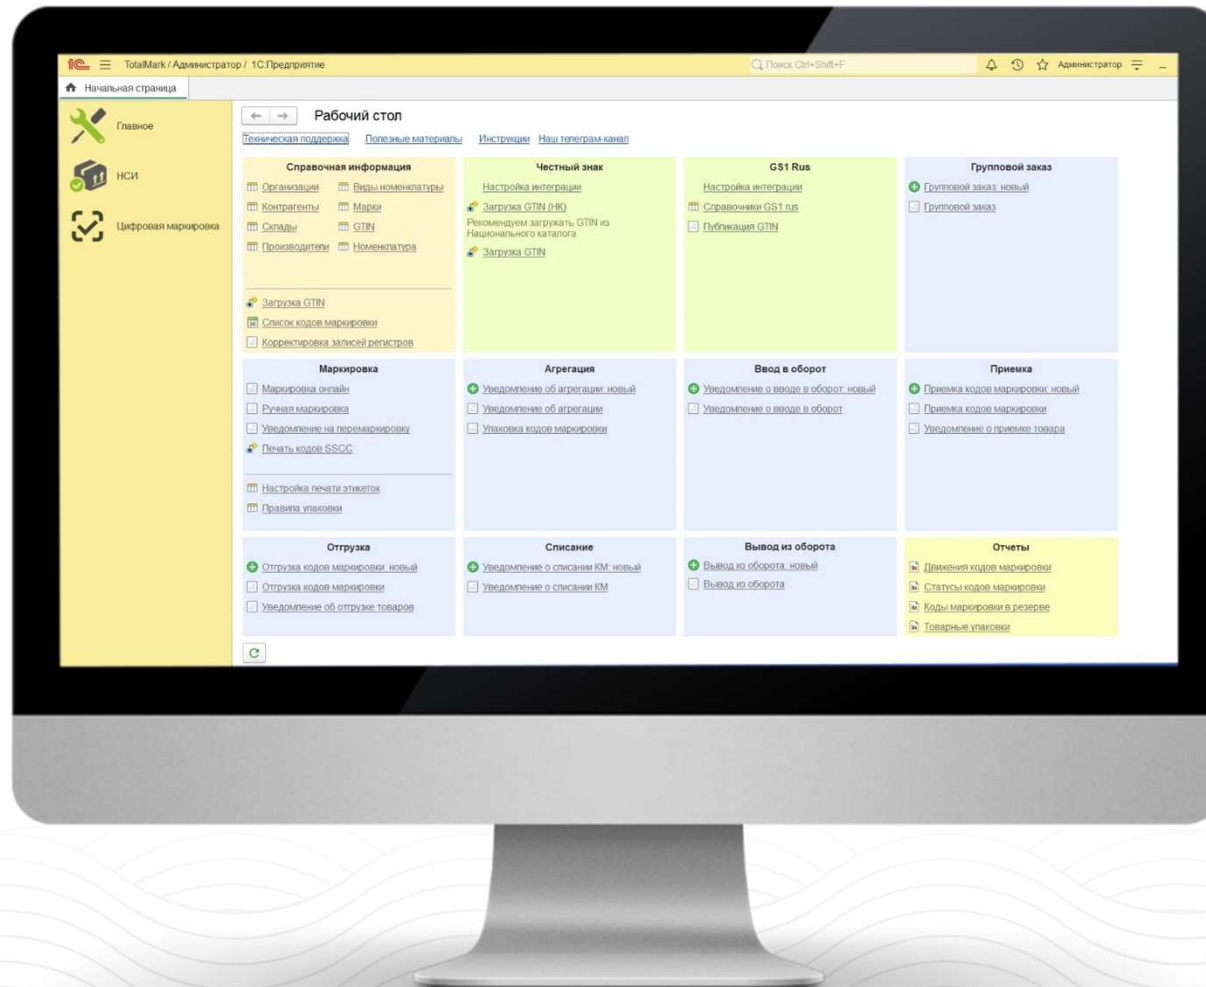 1С TotalMark / Администратор / 1С:Предприятие
Поиск Ctrl+Shift+F
Администратор
Начальная страница
Главное
НСИ
Цифровая маркировка
Рабочий стол
Техническая поддержка Полезные материалы Инструкции Наш телеграм-канал
Справочная информация
Организации Виды номенклатуры
Контрагенты Марки
Склады GTIN
Производители Номенклатура
Загрузка GTIN
Список кодов маркировки
Корректировка записей регистров
Честный знак
Настройка интеграции
Загрузка GTIN (НК)
Рекомендуем загружать GTIN из
Национального каталога
Загрузка GTIN
GS1 Rus
Настройка интеграции
Справочники GS1 rus
Публикация GTIN
Групповой заказ
Групповой заказ: новый
Групповой заказ
Маркировка
Маркировка онлайн
Ручная маркировка
Уведомление на перемаркировку
Печать кодов SSCC
Настройка печати этикеток
Правила упаковки
Агрегация
Уведомление об агрегации: новый
Уведомление об агрегации
Упаковка кодов маркировки
Ввод в оборот
Уведомление о вводе в оборот: новый
Уведомление о вводе в оборот
Приемка
Приемка кодов маркировки: новый
Приемка кодов маркировки
Уведомление о приемке товара
Отгрузка
Отгрузка кодов маркировки: новый
Отгрузка кодов маркировки
Уведомление об отгрузке товаров
Списание
Уведомление о списании КМ: новый
Уведомление о списании КМ
Вывод из оборота
Вывод из оборота: новый
Вывод из оборота
Отчеты
Движения кодов маркировки
Статусы кодов маркировки
Коды маркировки в резерве
Товарные упаковки